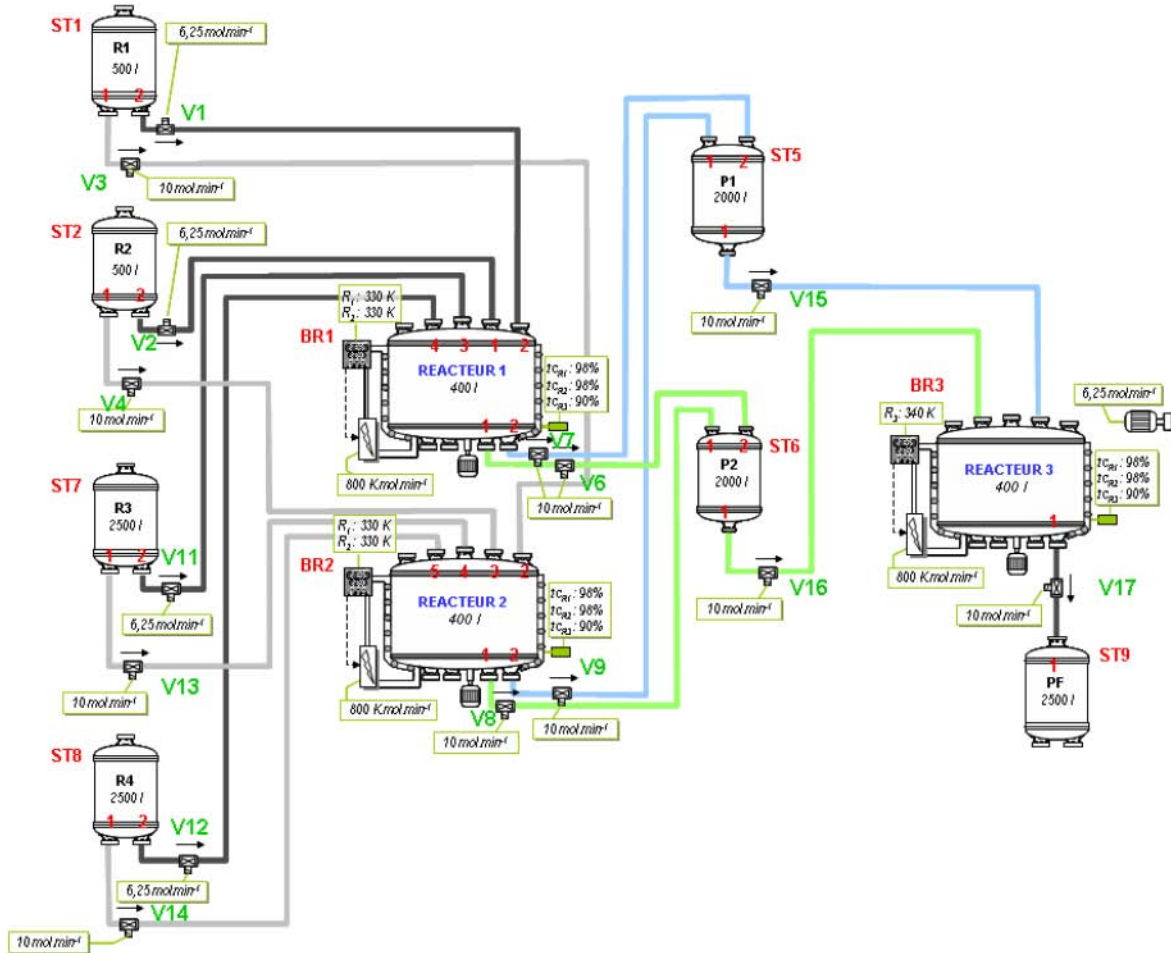 ST1
R1
500 l
1 2
6,25 mol.min-1
V1
V3
10 mol.min-1
ST2
R2
500 l
1 2
6,25 mol.min-1
V2
V4
10 mol.min-1
ST7
R3
2500 l
1 2
V11
6,25 mol.min-1
V13
10 mol.min-1
ST8
R4
2500 l
1 2
V12
6,25 mol.min-1
V14
10 mol.min-1
R1 : 330 K
R2 : 330 K
BR1
4 3 1 2
REACTEUR 1
400 l
1 2
tcR1 : 98%
tcR2 : 98%
tcR3 : 90%
800 K.mol.min-1
V7
V6
10 mol.min-1
R1 : 330 K
R2 : 330 K
BR2
5 4 3 2
REACTEUR 2
400 l
1 2
tcR1 : 98%
tcR2 : 98%
tcR3 : 90%
800 K.mol.min-1
V9
V8
10 mol.min-1
10 mol.min-1
ST5
1 2
P1
2000 l
1
V15
10 mol.min-1
ST6
1 2
P2
2000 l
1
V16
10 mol.min-1
BR3
R3 : 340 K
REACTEUR 3
400 l
1
6,25 mol.min-1
tcR1 : 98%
tcR2 : 98%
tcR3 : 90%
800 K.mol.min-1
V17
10 mol.min-1
ST9
1
PF
2500 l